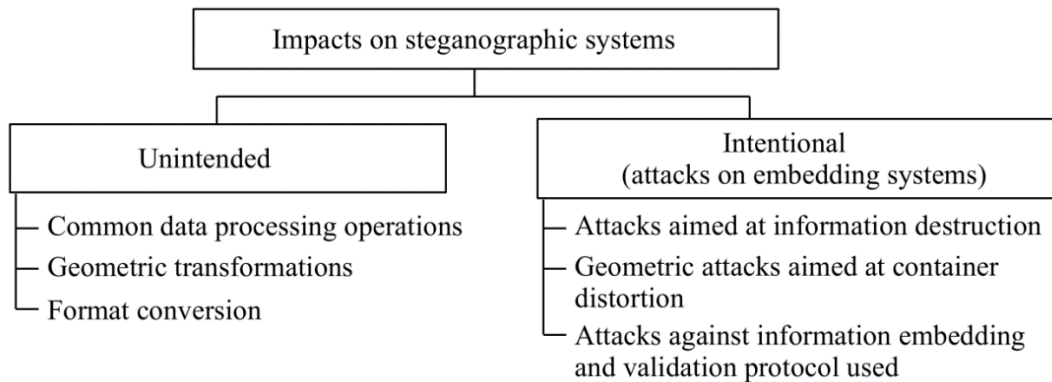 Impacts on steganographic systems
Unintended
Common data processing operations
Geometric transformations
Format conversion
Intentional
(attacks on embedding systems)
Attacks aimed at information destruction
Geometric attacks aimed at container
distortion
Attacks against information embedding
and validation protocol used